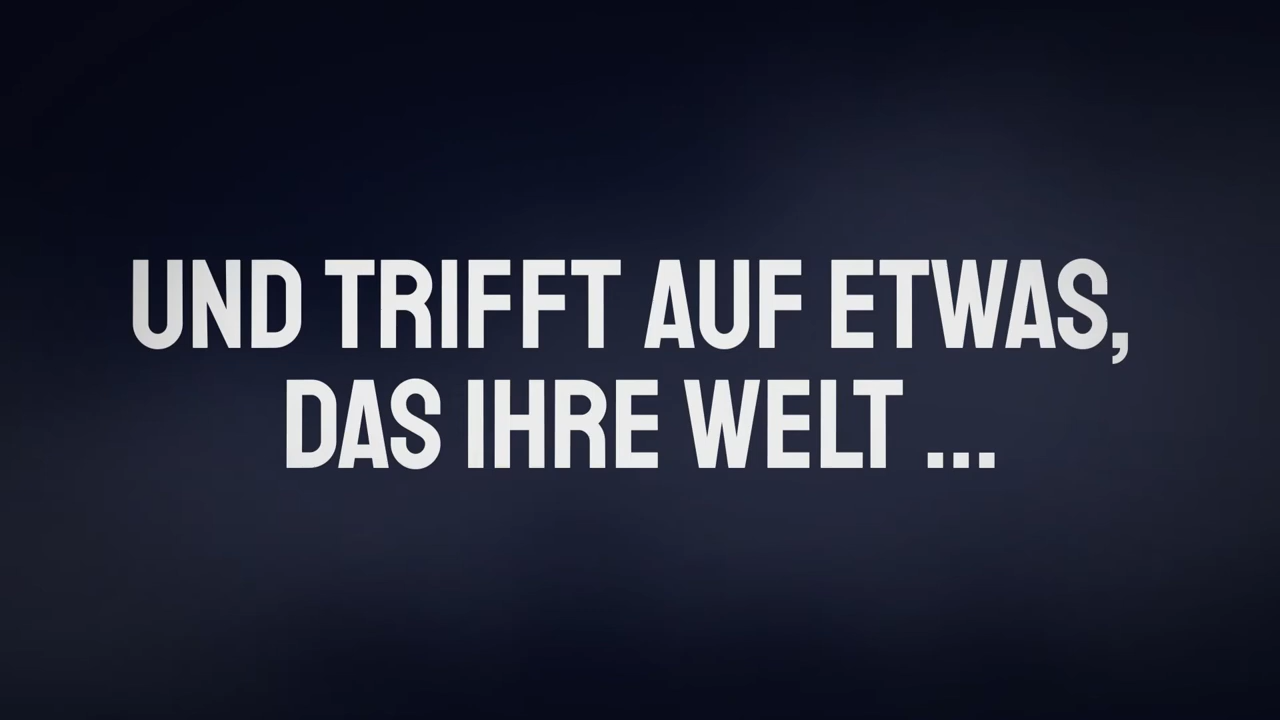 UND TRIFFT AUF ETWAS,
DAS IHRE WELT ...